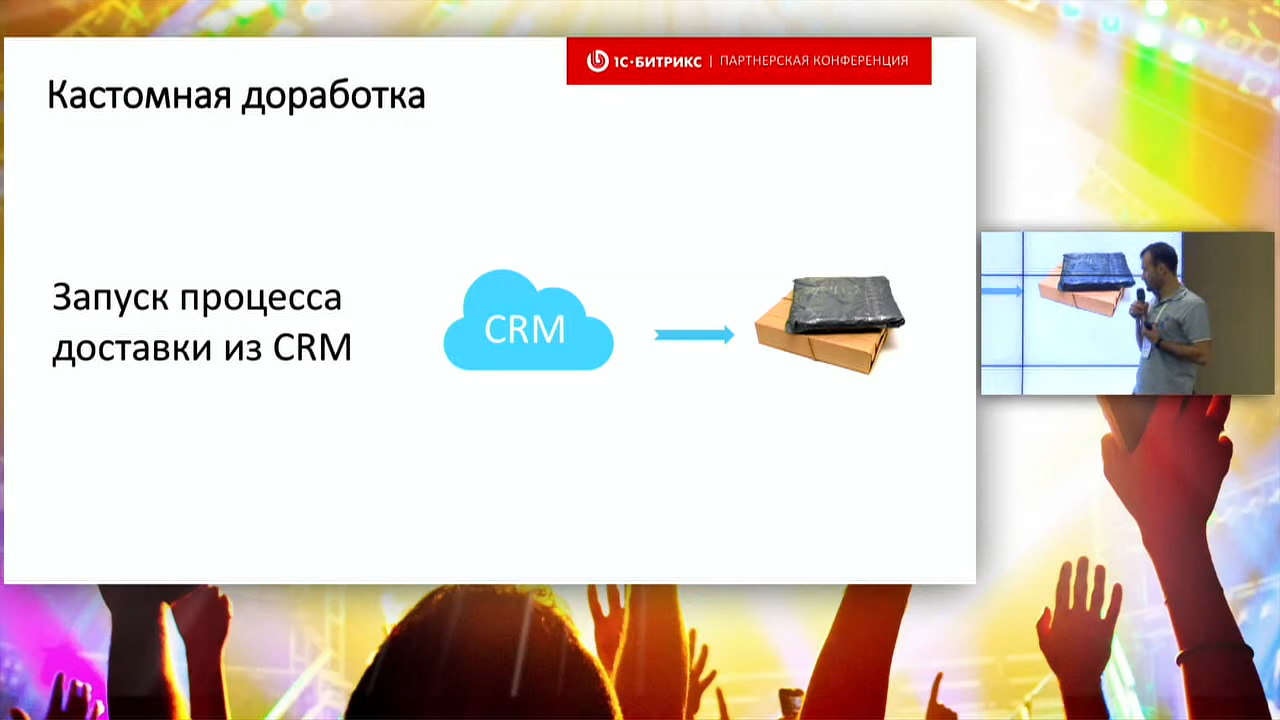 1С-БИТРИКС | ПАРТНЕРСКАЯ КОНФЕРЕНЦИЯ
Кастомная доработка
Запуск процесса
доставки из CRM
CRM